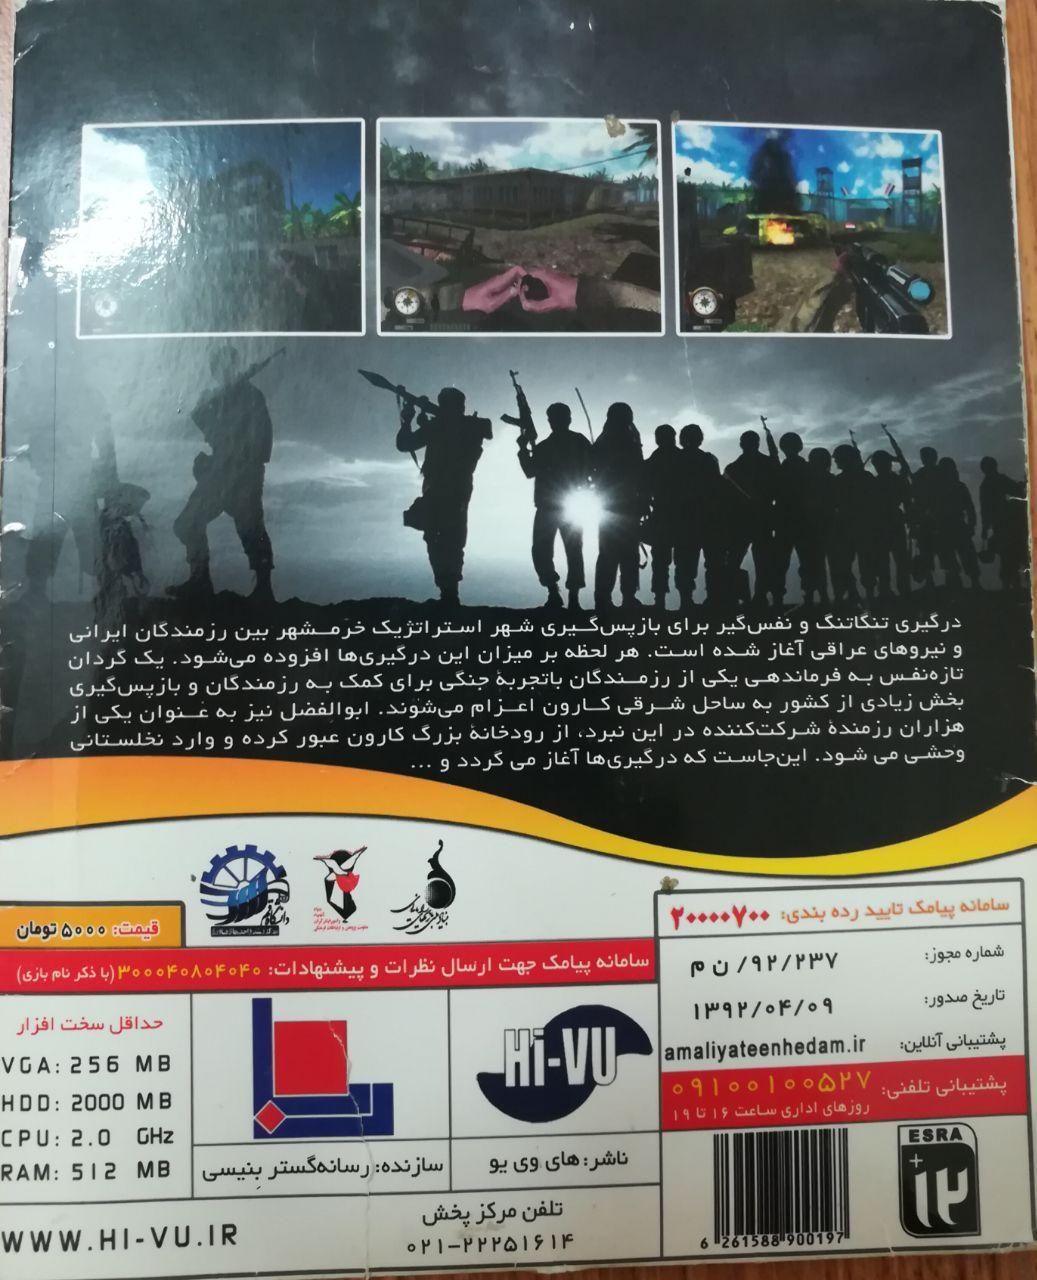 درگیری تنگاتنگ و نفس‌گیر برای بازپس‌گیری شهر استراتژیک خرمشهر بین رزمندگان ایرانی
و نیروهای عراقی آغاز شده است. هر لحظه بر میزان این درگیری‌ها افزوده می‌شود. یک گردان
تازه‌نفس به فرماندهی یکی از رزمندگان باتجربهٔ جنگی برای کمک به رزمندگان و بازپس‌گیری
بخش زیادی از کشور به ساحل شرقی کارون اعزام می‌شوند. ابوالفضل نیز به عنوان یکی از
هزاران رزمندهٔ شرکت‌کننده در این نبرد، از رودخانهٔ بزرگ کارون عبور کرده و وارد نخلستانی
وحشی می شود. این‌جاست که درگیری‌ها آغاز می گردد و ...
سامانه پیامک تایید رده بندی: ۲۰۰۰۰۷۰۰
شماره مجوز: ۹۲/۲۳۷/ ن م
تاریخ صدور: ۱۳۹۲/۰۴/۰۹
پشتیبانی آنلاین: amaliyateenhedam.ir
پشتیبانی تلفنی: ۰۹۱۰۰۱۰۰۵۲۷
روزهای اداری ساعت ۱۶ تا ۱۹
ESRA
+۱۲
6 261588 900197
قیمت: ۵۰۰۰ تومان
سامانه پیامک جهت ارسال نظرات و پیشنهادات: ۳۰۰۰۴۰۸۰۴۰۴۰ (با ذکر نام بازی)
Hi-VU
ناشر: های وی یو
سازنده: رسانه‌گستر بِنیسی
حداقل سخت افزار
VGA: 256 MB
HDD: 2000 MB
CPU: 2.0 GHz
RAM: 512 MB
تلفن مرکز پخش
۰۲۱-۲۲۲۵۱۶۱۴
WWW.HI-VU.IR